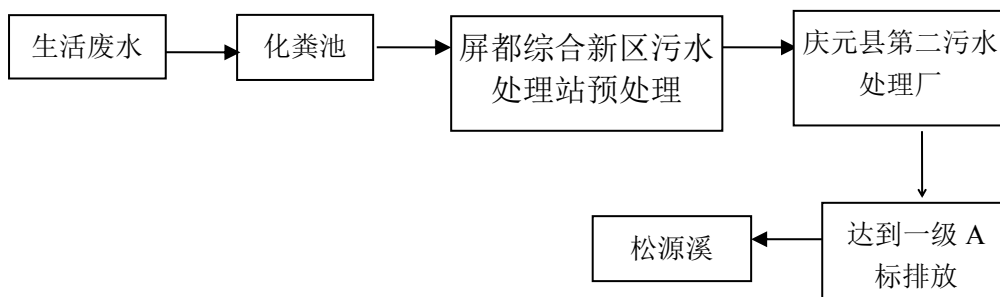 生活废水
化粪池
屏都综合新区污水
处理站预处理
庆元县第二污水
处理厂
达到一级 A
标排放
松源溪